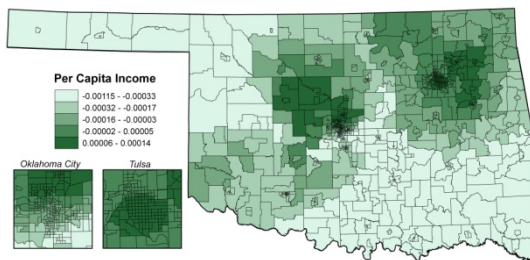 Per Capita Income
-0.00115 - -0.00033
-0.00032 - -0.00017
-0.00016 - -0.00003
-0.00002 - 0.00005
0.00006 - 0.00014
Oklahoma City
Tulsa